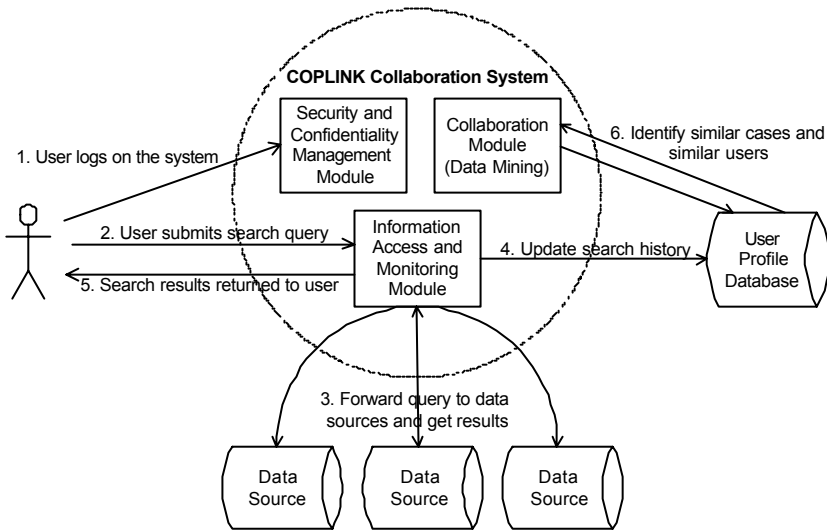 COPLINK Collaboration System
Security and
Confidentiality
Management
Module
Collaboration
Module
(Data Mining)
6. Identify similar cases and
similar users
1. User logs on the system
2. User submits search query
Information
Access and
Monitoring
Module
4. Update search history
User
Profile
Database
5. Search results returned to user
3. Forward query to data
sources and get results
Data
Source
Data
Source
Data
Source